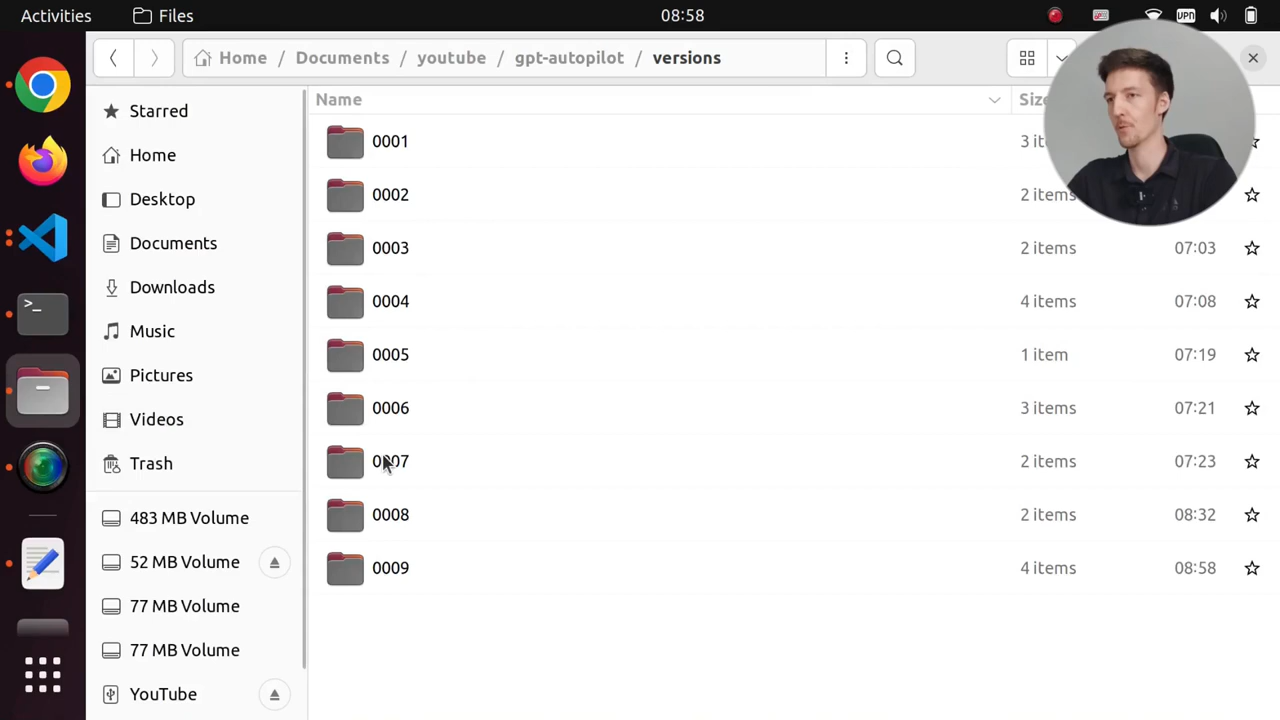 Activities Files 08:58 VPN
Home / Documents / youtube / gpt-autopilot / versions
Starred
Home
Desktop
Documents
Downloads
Music
Pictures
Videos
Trash
483 MB Volume
52 MB Volume
77 MB Volume
77 MB Volume
YouTube
Name
0001 3
0002 2 items
0003 2 items 07:03
0004 4 items 07:08
0005 1 item 07:19
0006 3 items 07:21
0007 2 items 07:23
0008 2 items 08:32
0009 4 items 08:58